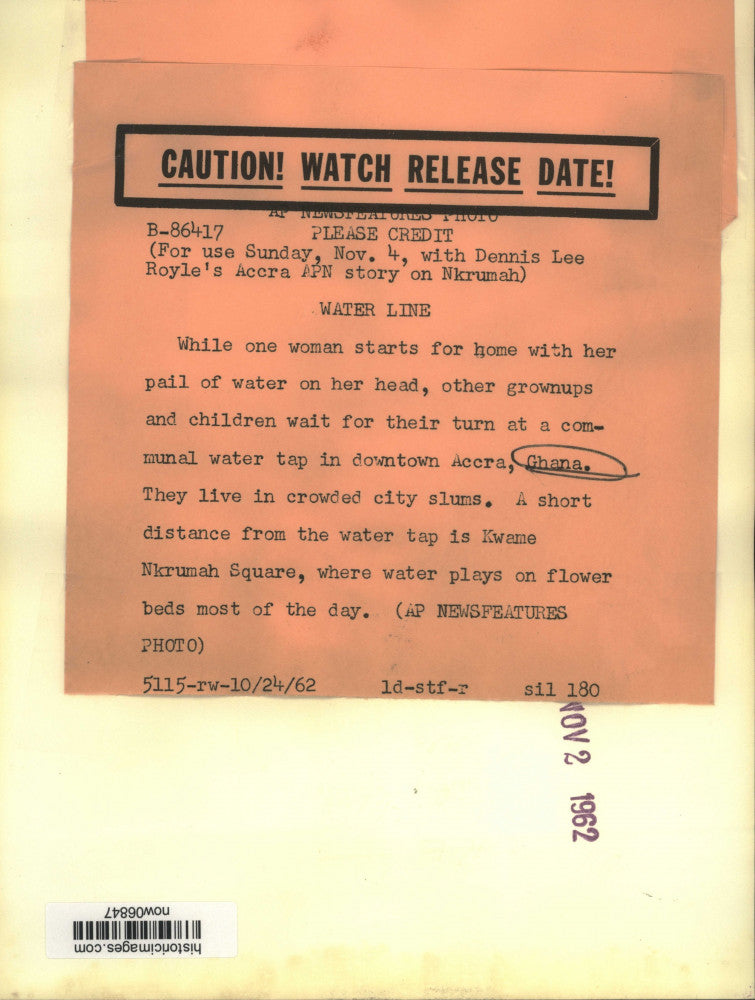 CAUTION! WATCH RELEASE DATE!
AP NEWSFEATURES PHOTO
B-86417 PLEASE CREDIT
(For use Sunday, Nov. 4, with Dennis Lee
Royle's Accra APN story on Nkrumah)
WATER LINE
While one woman starts for home with her
pail of water on her head, other grownups
and children wait for their turn at a com-
munal water tap in downtown Accra, Ghana.
They live in crowded city slums. A short
distance from the water tap is Kwame
Nkrumah Square, where water plays on flower
beds most of the day. (AP NEWSFEATURES
PHOTO)
5115-rw-10/24/62 ld-stf-r sil 180
NOV 2 1962
historicimages.com
now06847